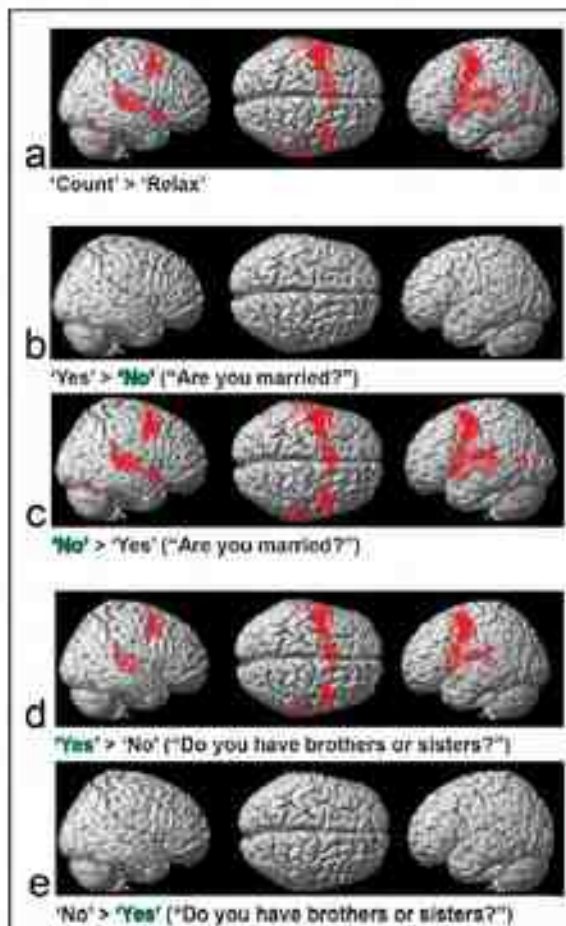 a
'Count' > 'Relax'
b
'Yes' > 'No' ("Are you married?")
c
'No' > 'Yes' ("Are you married?")
d
'Yes' > 'No' ("Do you have brothers or sisters?")
e
'No' > 'Yes' ("Do you have brothers or sisters?")